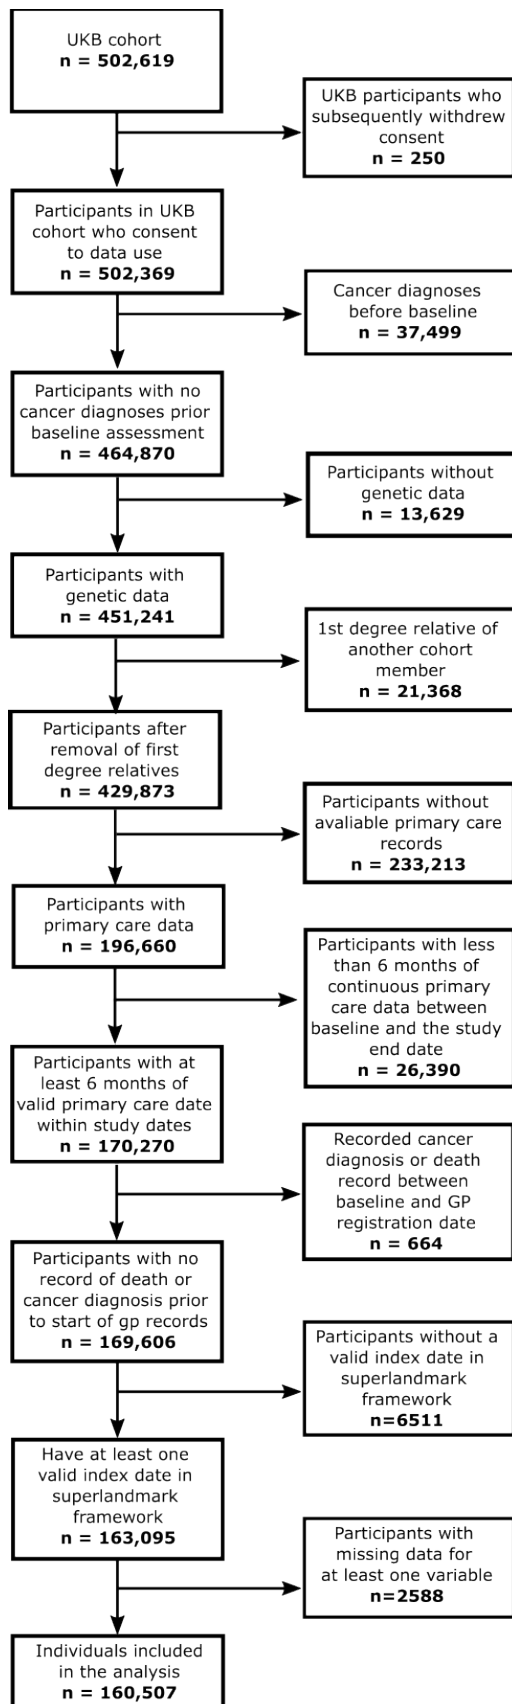 UKB cohort
n = 502,619
UKB participants who
subsequently withdrew
consent
n = 250
Participants in UKB
cohort who consent
to data use
n = 502,369
Cancer diagnoses
before baseline
n = 37,499
Participants with no
cancer diagnoses prior
baseline assessment
n = 464,870
Participants without
genetic data
n = 13,629
Participants with
genetic data
n = 451,241
1st degree relative of
another cohort
member
n = 21,368
Participants after
removal of first
degree relatives
n = 429,873
Participants without
avaliable primary care
records
n = 233,213
Participants with
primary care data
n = 196,660
Participants with less
than 6 months of
continuous primary
care data between
baseline and the study
end date
n = 26,390
Participants with at
least 6 months of
valid primary care date
within study dates
n = 170,270
Recorded cancer
diagnosis or death
record between
baseline and GP
registration date
n = 664
Participants with no
record of death or
cancer diagnosis prior
to start of gp records
n = 169,606
Participants without a
valid index date in
superlandmark
framework
n=6511
Have at least one
valid index date in
superlandmark
framework
n = 163,095
Participants with
missing data for
at least one variable
n=2588
Individuals included
in the analysis
n = 160,507